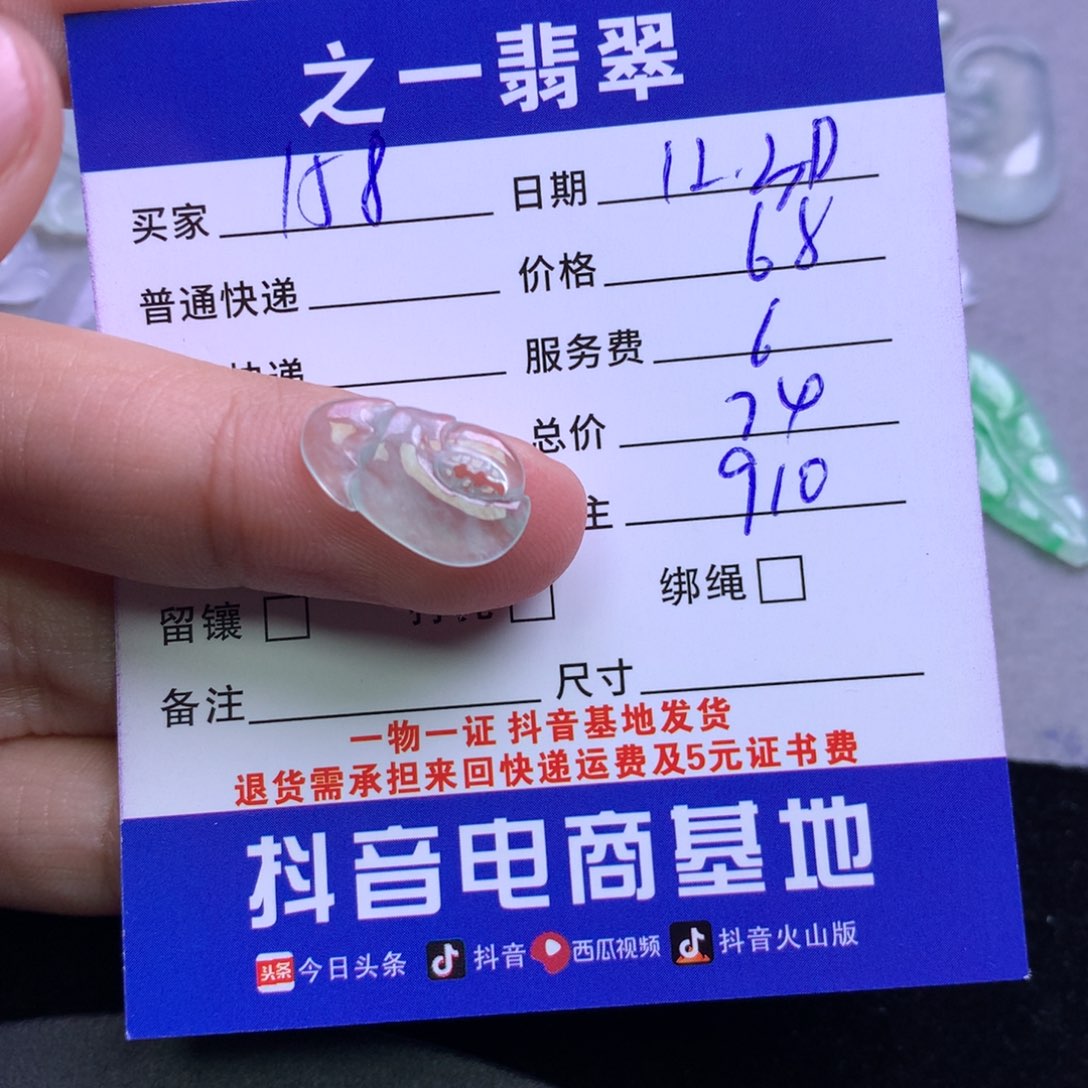 之一翡翠
买家 158 日期
普通快递 价格 68
快递 服务费 6
总价 74
主 910
留镶 绑绳
备注 尺寸
一物一证 抖音基地发货
退货需承担来回快递运费及5元证书费
抖音电商基地
头条 今日头条 抖音 西瓜视频 抖音火山版